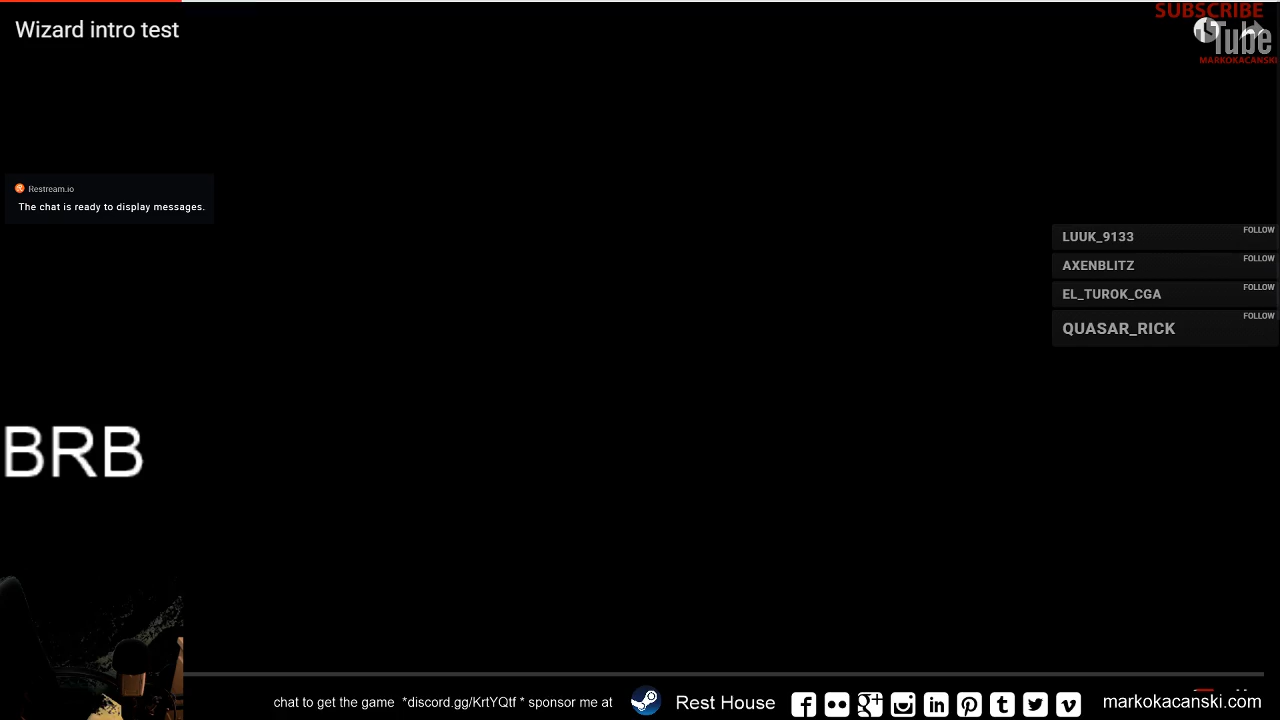 SUBSCRIBE
Wizard intro test
Tube
MARKOKACANSKI
Restream.io
The chat is ready to display messages.
FOLLOW
LUUK_9133
FOLLOW
AXENBLITZ
FOLLOW
EL_TUROK_CGA
FOLLOW
QUASAR_RICK
BRB
chat to get the game *discord.gg/KrtYQtf * sponsor me at
Rest House
markokacanski.com